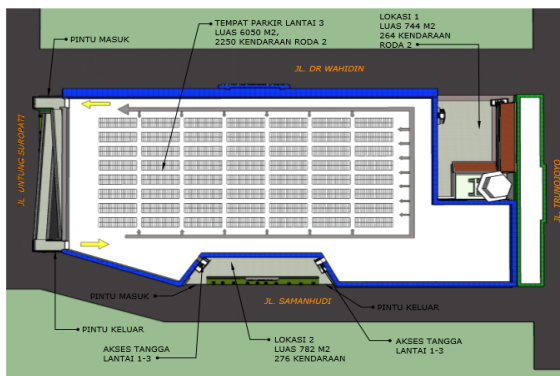 PINTU MASUK
TEMPAT PARKIR LANTAI 3
LUAS 6050 M2,
2250 KENDARAAN RODA 2
LOKASI 1
LUAS 744 M2
264 KENDARAAN
RODA 2
JL. DR WAHIDIN
JL. UNTUNG SUROPATI
JL. TRUNOJOYO
PINTU MASUK
JL. SAMANHUDI
PINTU KELUAR
PINTU KELUAR
AKSES TANGGA
LANTAI 1-3
LOKASI 2
LUAS 782 M2
276 KENDARAAN
AKSES TANGGA
LANTAI 1-3